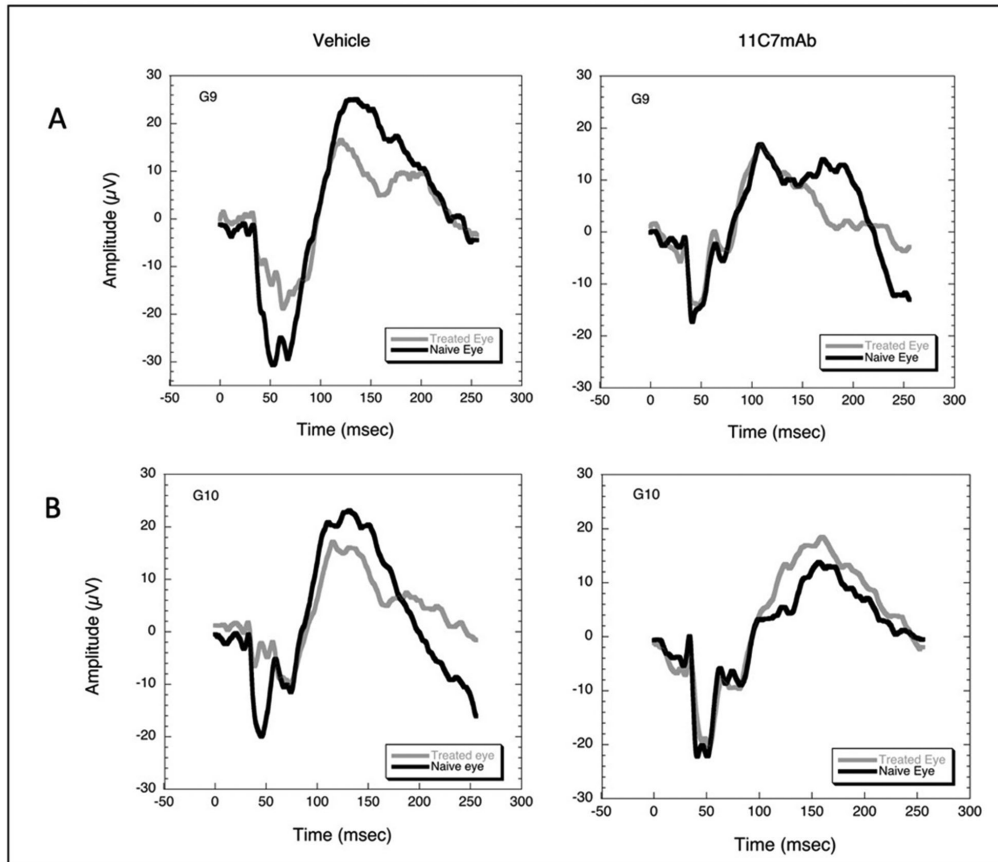 Vehicle
11C7mAb
A
G9
30
20
10
0
-10
-20
-30
Amplitude (µV)
-50 0 50 100 150 200 250 300
Time (msec)
Treated Eye
Naive Eye
G9
30
20
10
0
-10
-20
-30
-50 0 50 100 150 200 250 300
Time (msec)
Treated Eye
Naive Eye
B
G10
30
20
10
0
-10
-20
-30
Amplitude (µV)
-50 0 50 100 150 200 250 300
Time (msec)
Treated eye
Naive eye
G10
30
20
10
0
-10
-20
-30
-50 0 50 100 150 200 250 300
Time (msec)
Treated Eye
Naive Eye